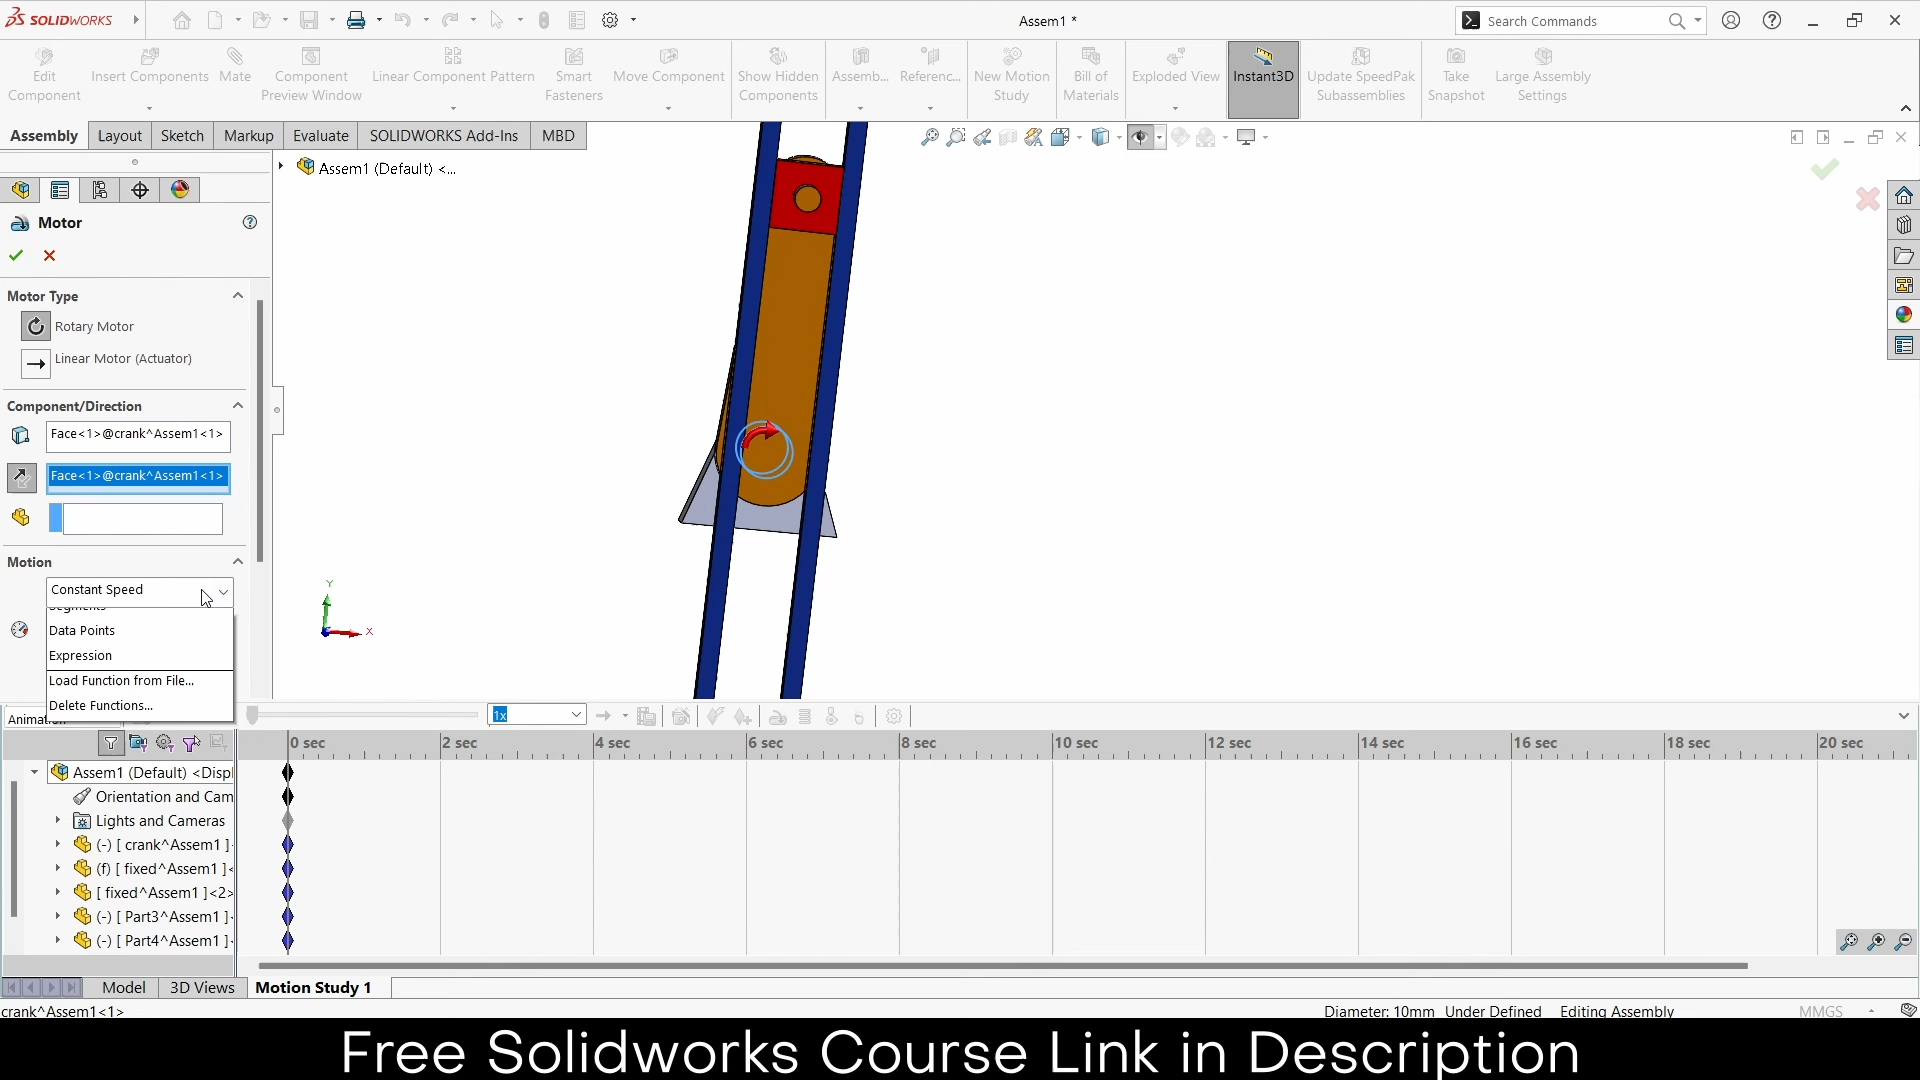 SOLIDWORKS
Assem1 *
Search Commands
Edit Component
Insert Components
Mate
Component Preview Window
Linear Component Pattern
Smart Fasteners
Move Component
Show Hidden Components
Assemb...
Referenc...
New Motion Study
Bill of Materials
Exploded View
Instant3D
Update SpeedPak Subassemblies
Take Snapshot
Large Assembly Settings
Assembly
Layout
Sketch
Markup
Evaluate
SOLIDWORKS Add-Ins
MBD
Assem1 (Default) <...
Motor
Motor Type
Rotary Motor
Linear Motor (Actuator)
Component/Direction
Face<1>@crank^Assem1<1>
Face<1>@crank^Assem1<1>
Motion
Constant Speed
Segments
Data Points
Expression
Load Function from File...
Delete Functions...
Y
X
1x
0 sec
2 sec
4 sec
6 sec
8 sec
10 sec
12 sec
14 sec
16 sec
18 sec
20 sec
Assem1 (Default) <Displ
Orientation and Cam
Lights and Cameras
(-) [ crank^Assem1 ]
(f) [ fixed^Assem1 ]<
[ fixed^Assem1 ]<2>
(-) [ Part3^Assem1 ]
(-) [ Part4^Assem1 ]
Model
3D Views
Motion Study 1
crank^Assem1<1>
Diameter: 10mm
Under Defined
Editing Assembly
MMGS
Free Solidworks Course Link in Description